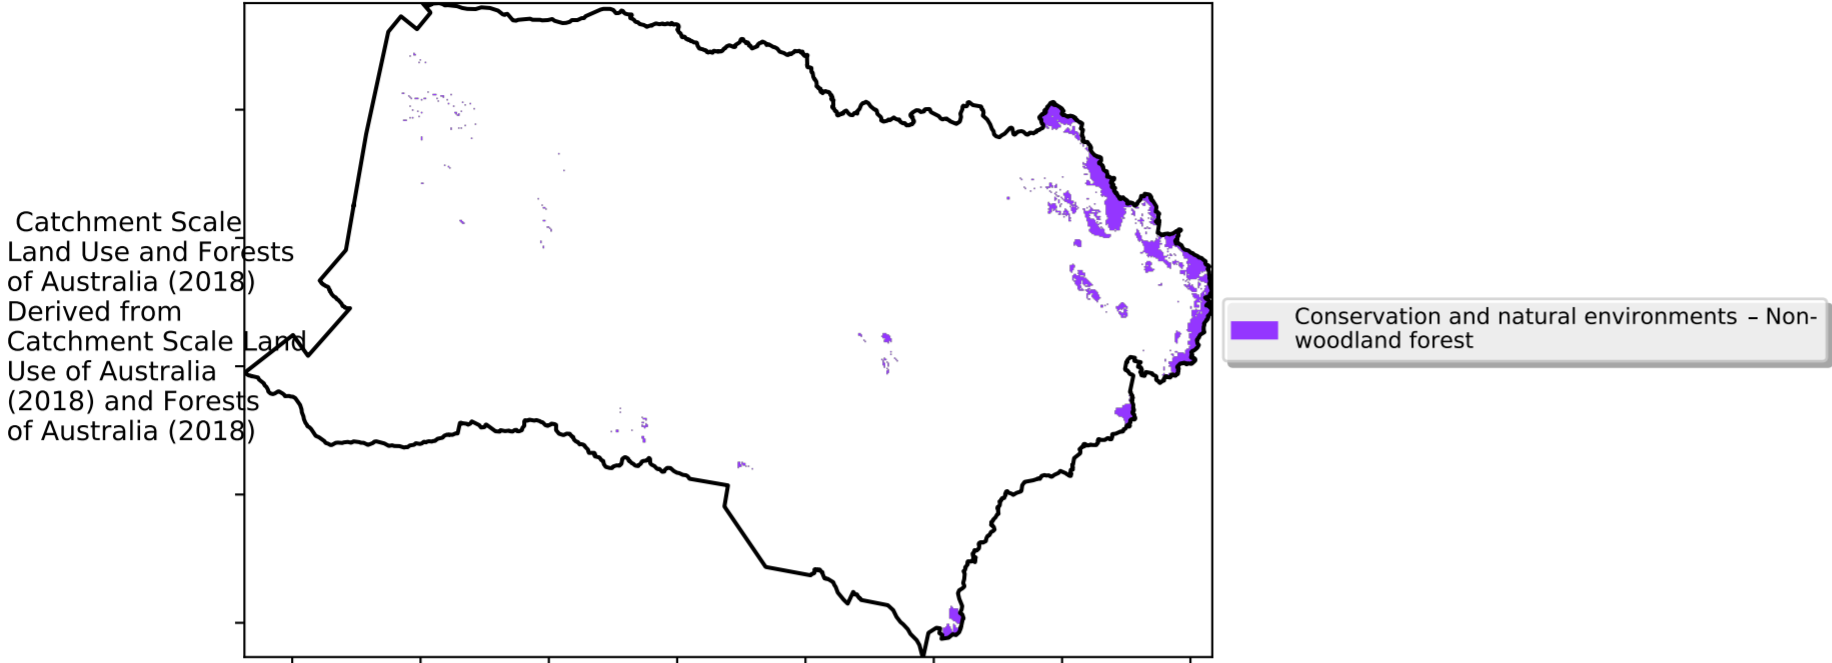 Catchment Scale
Land Use and Forests
of Australia (2018)
Derived from
Catchment Scale Land
Use of Australia
(2018) and Forests
of Australia (2018)
Conservation and natural environments – Non-
woodland forest